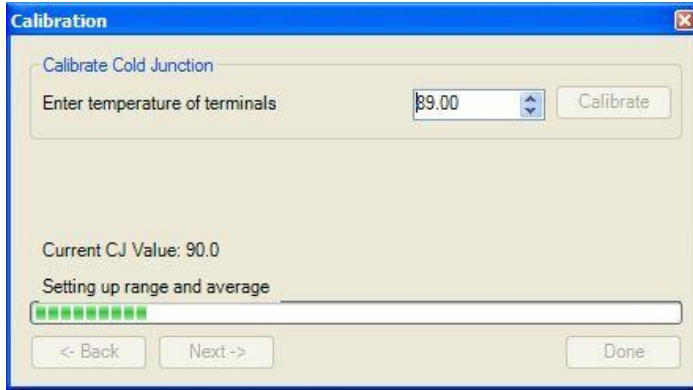 Calibration
Calibrate Cold Junction
Enter temperature of terminals 89.00 Calibrate
Current CJ Value: 90.0
Setting up range and average
<- Back Next -> Done